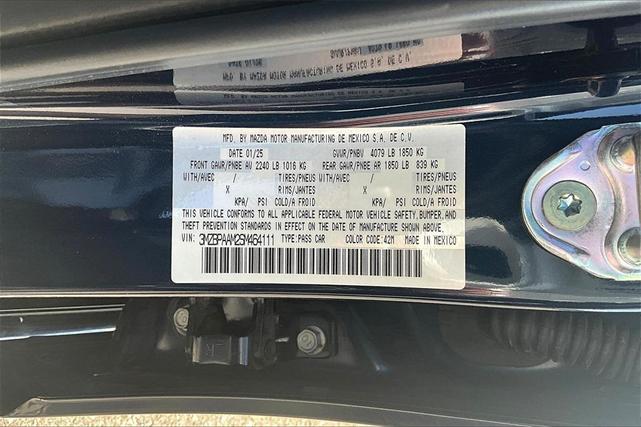 MFD. BY MAZDA MOTOR MANUFACTURING DE MEXICO S.A. DE C.V.
DATE 01/25 GVWR/PNBV 4079 LB 1850 KG
FRONT GAWR/PNBE AV 2240 LB 1016 KG REAR GAWR/PNBE AR 1850 LB 839 KG
WITH/AVEC / TIRES/PNEUS WITH/AVEC / TIRES/PNEUS
X RIMS/JANTES X RIMS/JANTES
KPA/ PSI COLD/A FROID KPA/ PSI COLD/A FROID
THIS VEHICLE CONFORMS TO ALL APPLICABLE FEDERAL MOTOR VEHICLE SAFETY, BUMPER, AND
THEFT PREVENTION STANDARDS IN EFFECT ON THE DATE OF MANUFACTURE SHOWN ABOVE.
VIN: 3MZBPAAM2SM464111 TYPE:PASS CAR COLOR CODE:42M MADE IN MEXICO